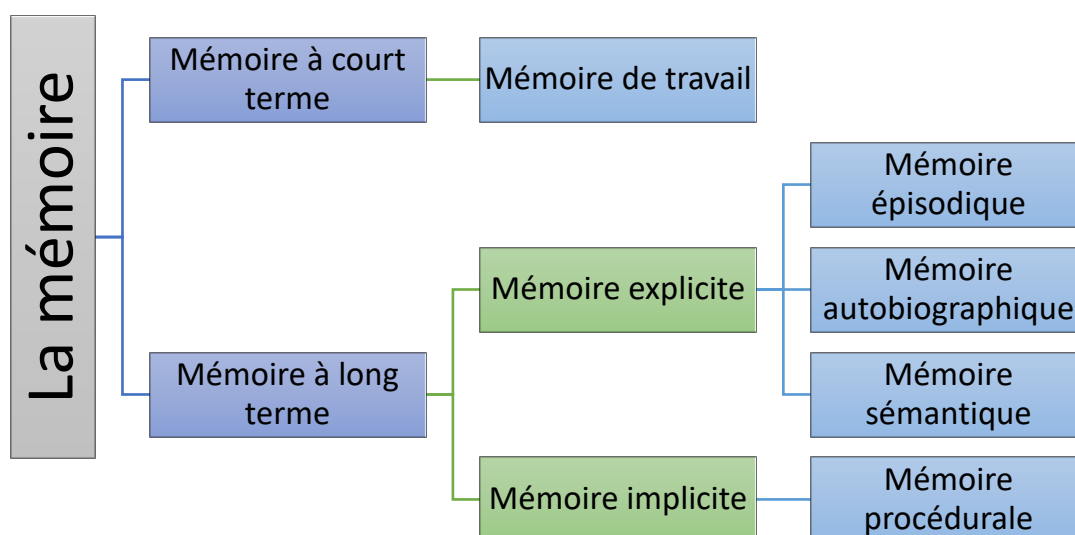 La mémoire
Mémoire à court
terme
Mémoire de travail
Mémoire à long
terme
Mémoire explicite
Mémoire
épisodique
Mémoire
autobiographique
Mémoire
sémantique
Mémoire implicite
Mémoire
procédurale